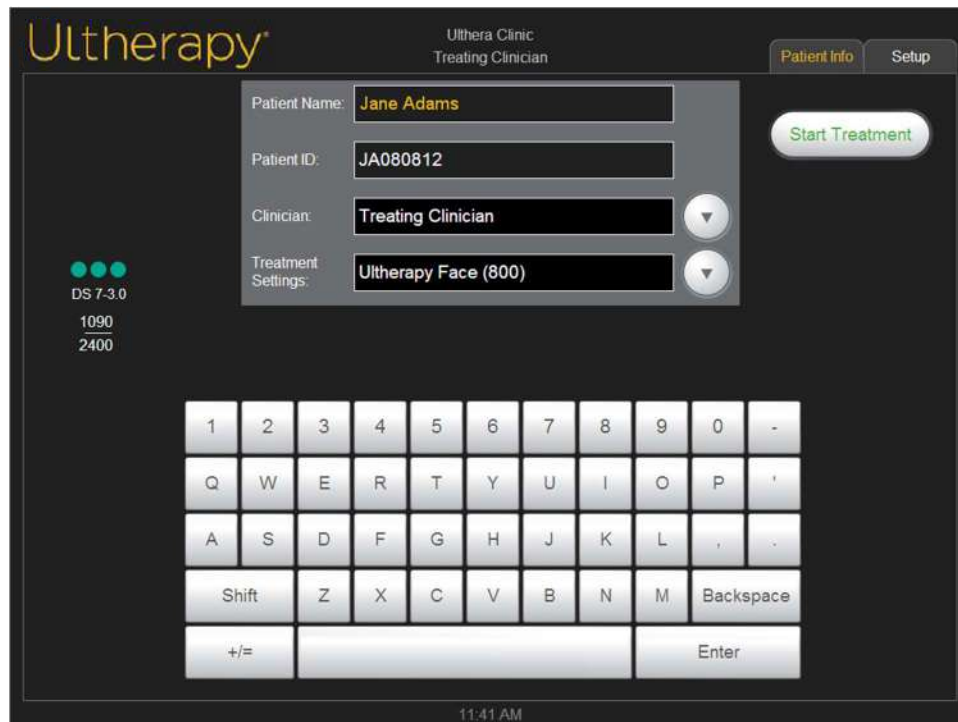 Ultherapy
Ulthera Clinic
Treating Clinician
Patient Info
Setup
Patient Name: Jane Adams
Start Treatment
Patient ID: JA080812
Clinician: Treating Clinician
Treatment
Settings: Ultherapy Face (800)
DS 7-3.0
1090
2400
1 2 3 4 5 6 7 8 9 0 -
Q W E R T Y U I O P '
A S D F G H J K L , .
Shift Z X C V B N M Backspace
+/= Enter
11:41 AM